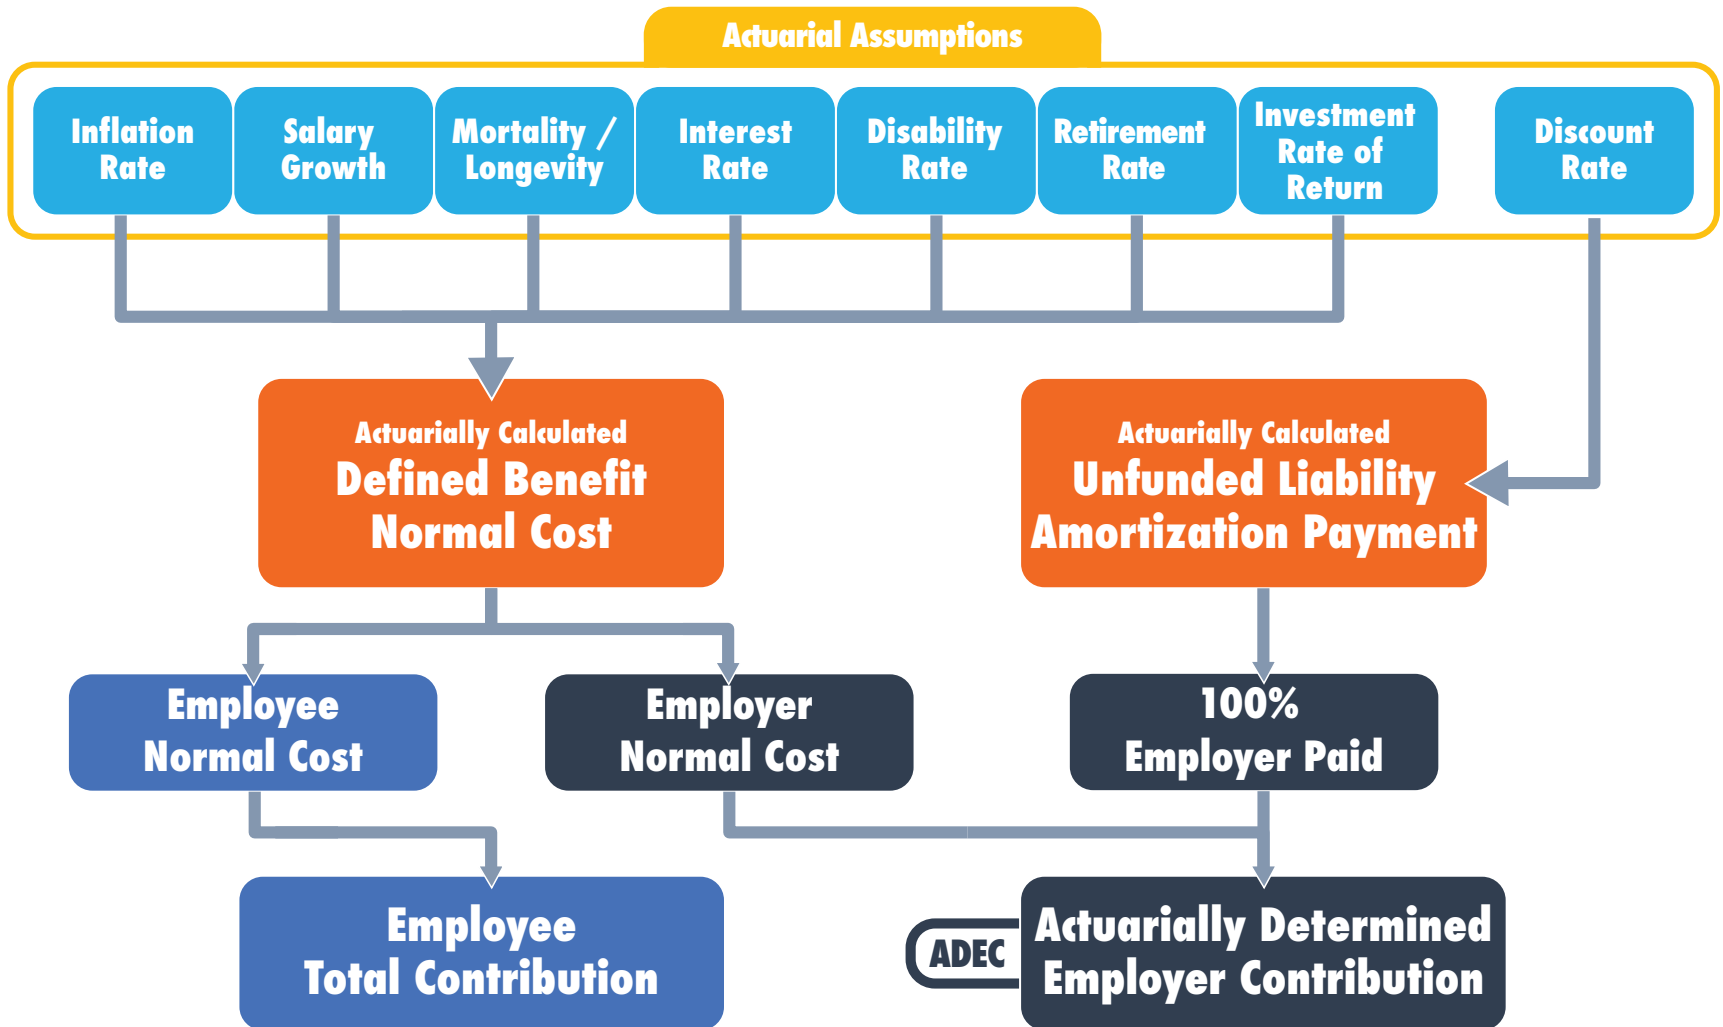 Actuarial Assumptions
Inflation
Rate
Salary
Growth
Mortality /
Longevity
Interest
Rate
Disability
Rate
Retirement
Rate
Investment
Rate of
Return
Discount
Rate
Actuarially Calculated
Defined Benefit
Normal Cost
Actuarially Calculated
Unfunded Liability
Amortization Payment
Employee
Normal Cost
Employer
Normal Cost
100%
Employer Paid
Employee
Total Contribution
ADEC
Actuarially Determined
Employer Contribution